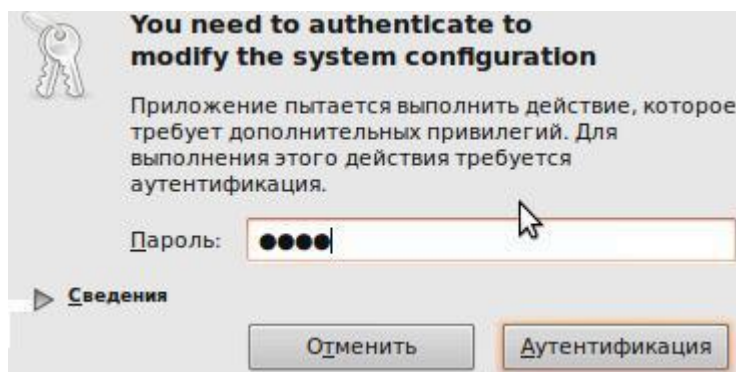 You need to authenticate to
modify the system configuration
Приложение пытается выполнить действие, которое
требует дополнительных привилегий. Для
выполнения этого действия требуется
аутентификация.
Пароль: ●●●●
Сведения
Отменить Аутентификация